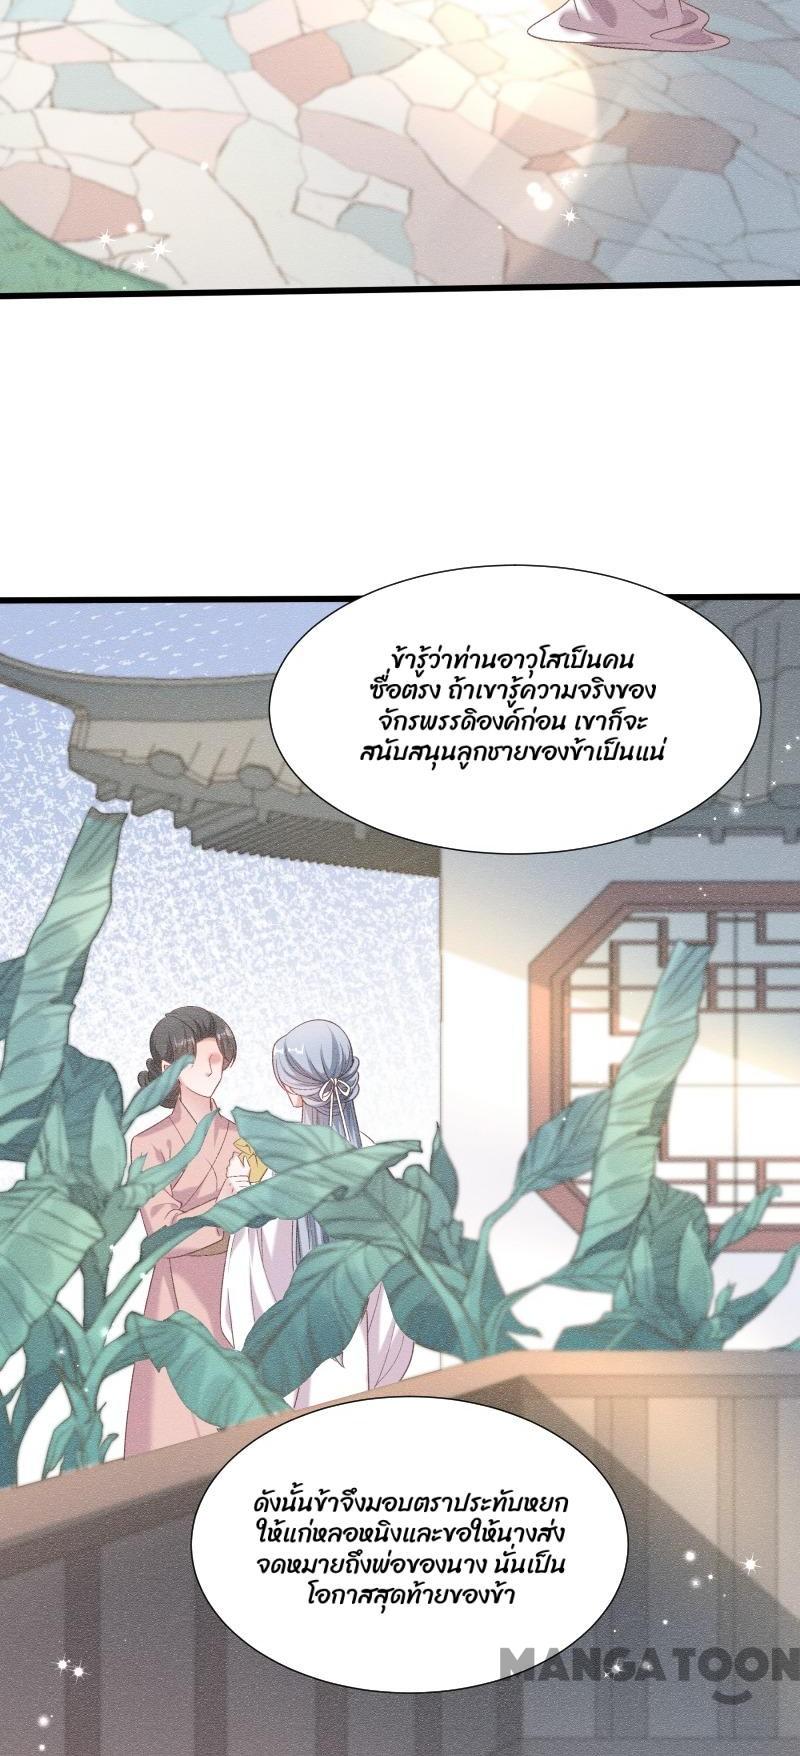 ข้ารู้ว่าท่านอาวุโสเป็นคน
ซื่อตรง ถ้าเขารู้ความจริงของ
จักรพรรดิองค์ก่อน เขาก็จะ
สนับสนุนลูกชายของข้าเป็นแน่
ดังนั้นข้าจึงมอบตราประทับหยก
ให้แก่หลอหนิงและขอให้นางส่ง
จดหมายถึงพ่อของนาง นั่นเป็น
โอกาสสุดท้ายของข้า
MANGATOON